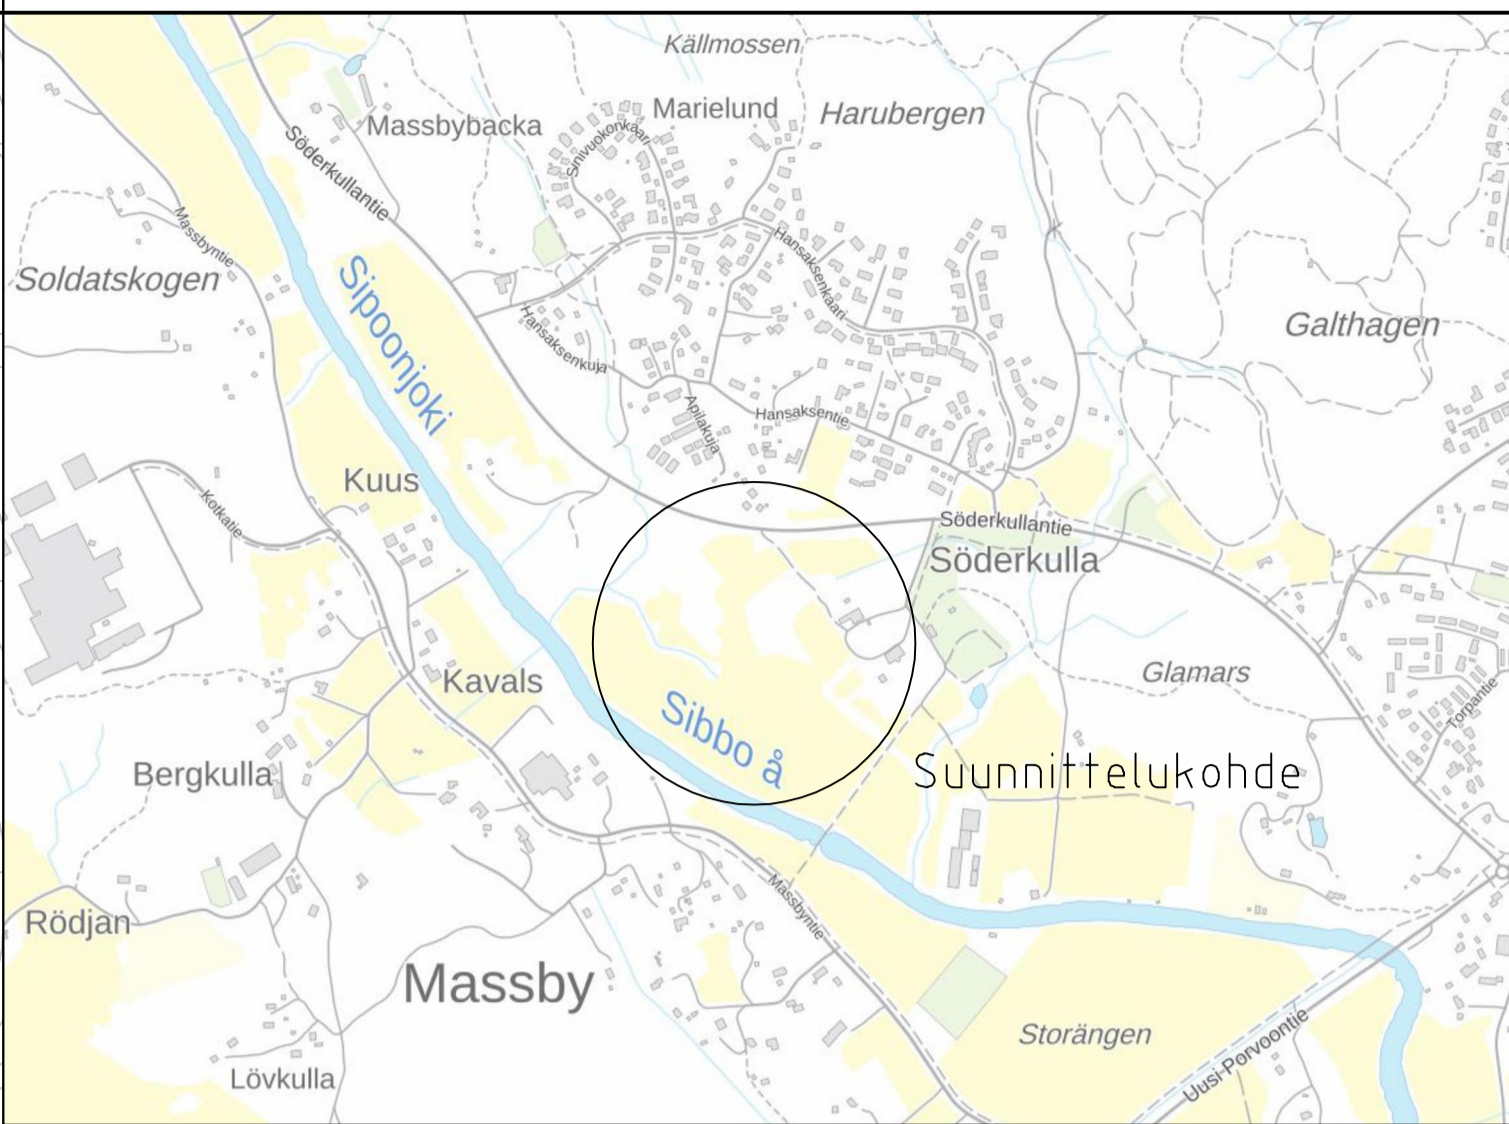 Källmossen
Marielund
Harubergen
Massbybacka
Sinivuokonkaari
Söderkullantie
Massbyntie
Soldatskogen
Sipoonjoki
Hansaksenkaari
Hansaksenkuja
Galthagen
Apilakuja
Hansaksentie
Kuus
Kotkatie
Söderkullantie
Söderkulla
Kavals
Glamars
Torpantie
Sibbo å
Bergkulla
Suunnittelukohde
Massbyntie
Rödjan
Massby
Storängen
Uusi Porvoontie
Lövkulla